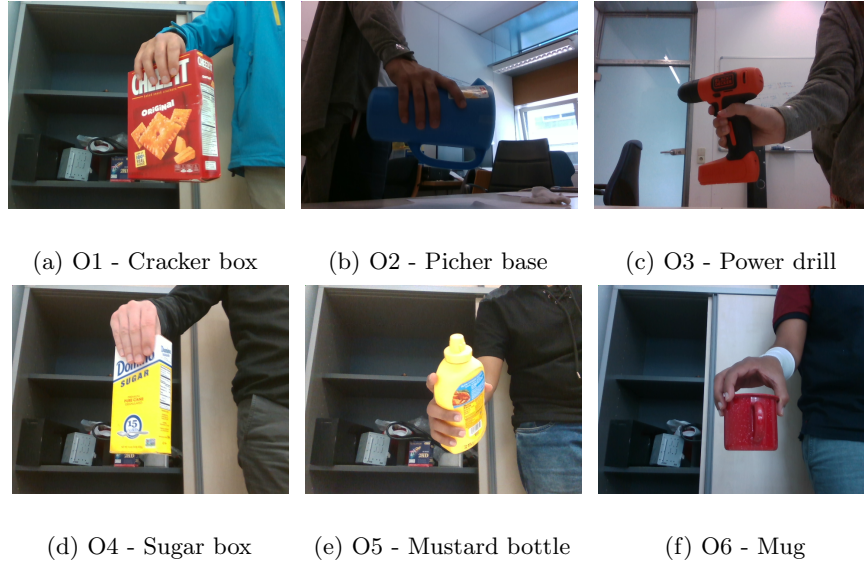 CHEEZ-IT
ORIGINAL
(a) O1 - Cracker box
(b) O2 - Picher base
(c) O3 - Power drill
Domino
SUGAR
15
(d) O4 - Sugar box
(e) O5 - Mustard bottle
(f) O6 - Mug